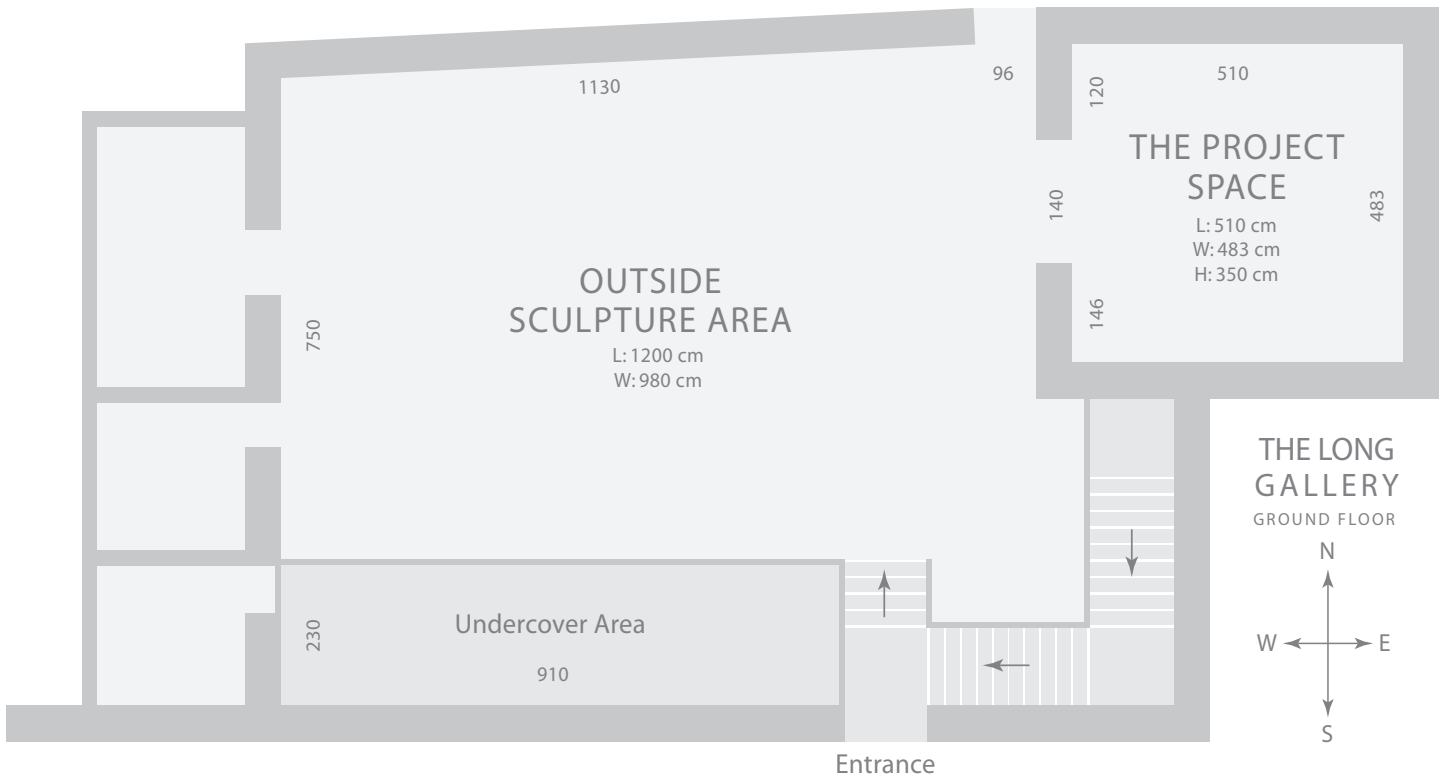 1130
96
120
510
THE PROJECT
SPACE
L: 510 cm
W: 483 cm
H: 350 cm
140
483
146
OUTSIDE
SCULPTURE AREA
L: 1200 cm
W: 980 cm
750
THE LONG
GALLERY
GROUND FLOOR
N
W
E
S
Undercover Area
230
910
Entrance